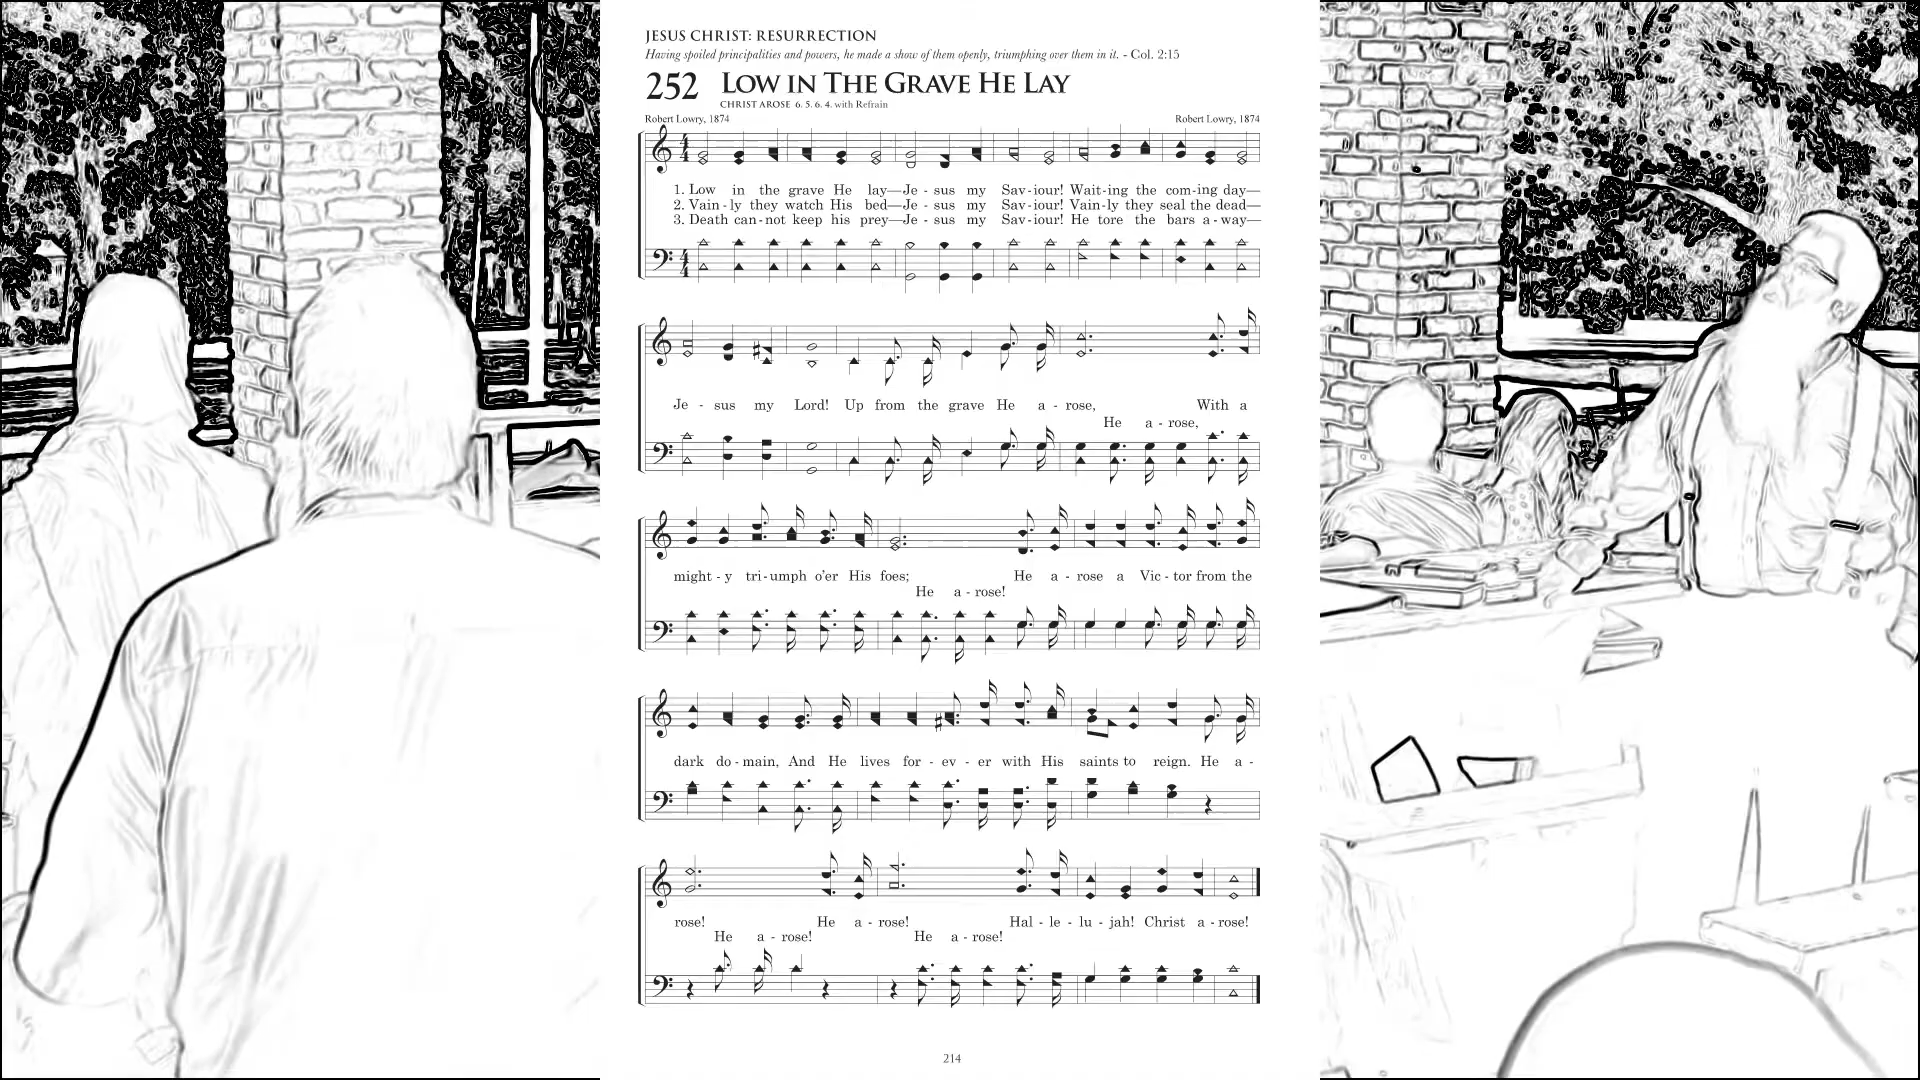 JESUS CHRIST: RESURRECTION
Having spoiled principalities and powers, he made a show of them openly, triumphing over them in it. - Col. 2:15
252 LOW IN THE GRAVE HE LAY
CHRIST AROSE 6. 5. 6. 4. with Refrain
Robert Lowry, 1874 Robert Lowry, 1874
1. Low in the grave He lay—Je - sus my Sav - iour! Wait - ing the com - ing day—
2. Vain - ly they watch His bed—Je - sus my Sav - iour! Vain - ly they seal the dead—
3. Death can - not keep his prey—Je - sus my Sav - iour! He tore the bars a - way—
Je - sus my Lord! Up from the grave He a - rose, With a
He a - rose,
might - y tri - umph o'er His foes; He a - rose a Vic - tor from the
He a - rose!
dark do - main, And He lives for - ev - er with His saints to reign. He a -
rose! He a - rose! Hal - le - lu - jah! Christ a - rose!
He a - rose! He a - rose!
214